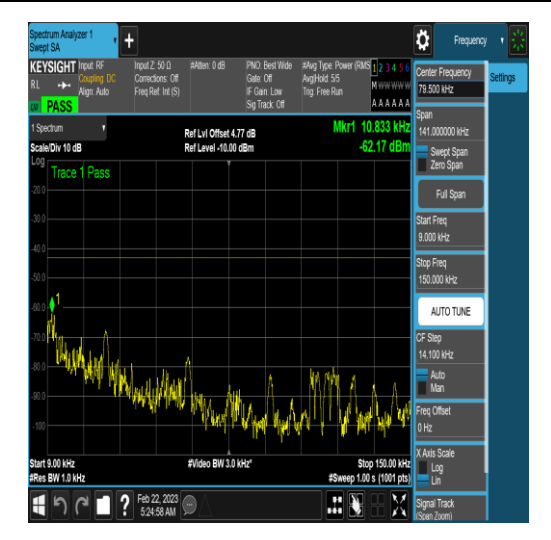 Spectrum Analyzer 1
Swept SA
+
Frequency
KEYSIGHT
Input: RF
Input Z: 50 Ω
#Atten: 0 dB
PNO: Best Wide
#Avg Type: Power (RMS
1 2 3 4 5 6
Coupling: DC
Corrections: Off
Gate: Off
Avg|Hold: 5/5
M W W W W W
RL
Align: Auto
Freq Ref: Int (S)
IF Gain: Low
Trig: Free Run
Sig Track: Off
A A A A A A
PASS
1 Spectrum
Ref Lvl Offset 4.77 dB
Mkr1 10.833 kHz
Scale/Div 10 dB
Ref Level -10.00 dBm
-62.17 dBm
Log
Trace 1 Pass
-20.0
-30.0
-40.0
-50.0
-60.0
1
-70.0
-80.0
-90.0
-100
Start 9.00 kHz
#Video BW 3.0 kHz*
Stop 150.00 kHz
#Res BW 1.0 kHz
#Sweep 1.00 s (1001 pts)
?
Feb 22, 2023
5:24:58 AM
Center Frequency
79.500 kHz
Settings
Span
141.000000 kHz
Swept Span
Zero Span
Full Span
Start Freq
9.000 kHz
Stop Freq
150.000 kHz
AUTO TUNE
CF Step
14.100 kHz
Auto
Man
Freq Offset
0 Hz
X Axis Scale
Log
Lin
Signal Track
(Span Zoom)